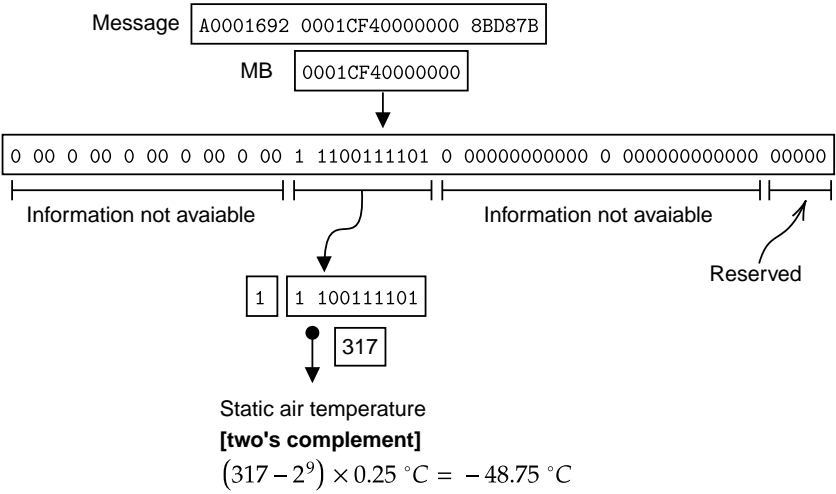 Message A0001692 0001CF40000000 8BD87B
MB 0001CF40000000
0 00 0 00 0 00 0 00 0 00 1 1100111101 0 00000000000 0 000000000000 00000
Information not avaiable
Information not avaiable
Reserved
1 1 100111101
317
Static air temperature
[two's complement]
(317 − 2⁹) × 0.25 °C = − 48.75 °C